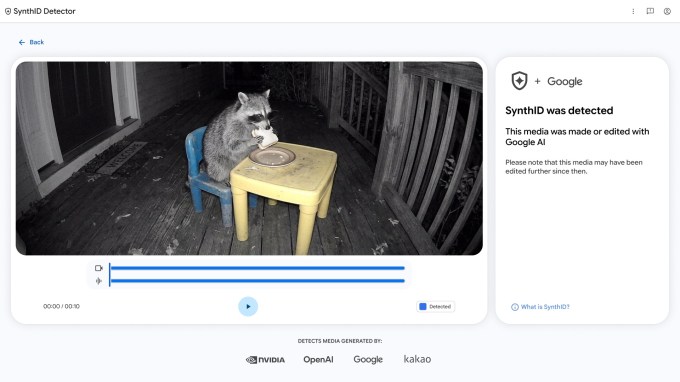 SynthID Detector
Back
+ Google
SynthID was detected
This media was made or edited with
Google AI
Please note that this media may have been
edited further since then.
00:00 / 00:10
Detected
What is SynthID?
DETECTS MEDIA GENERATED BY:
NVIDIA OpenAI Google kakao